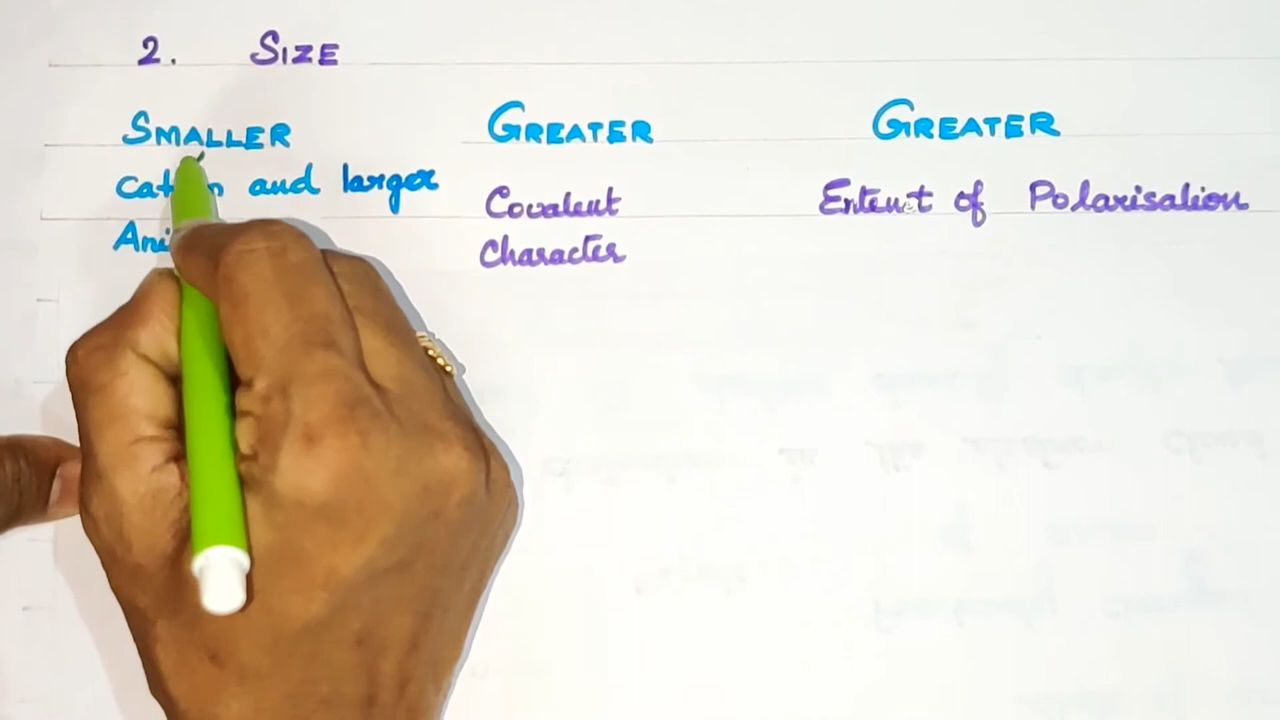 2. SIZE
SMALLER GREATER GREATER
and larger
Covalent Extent of Polarisation
Character